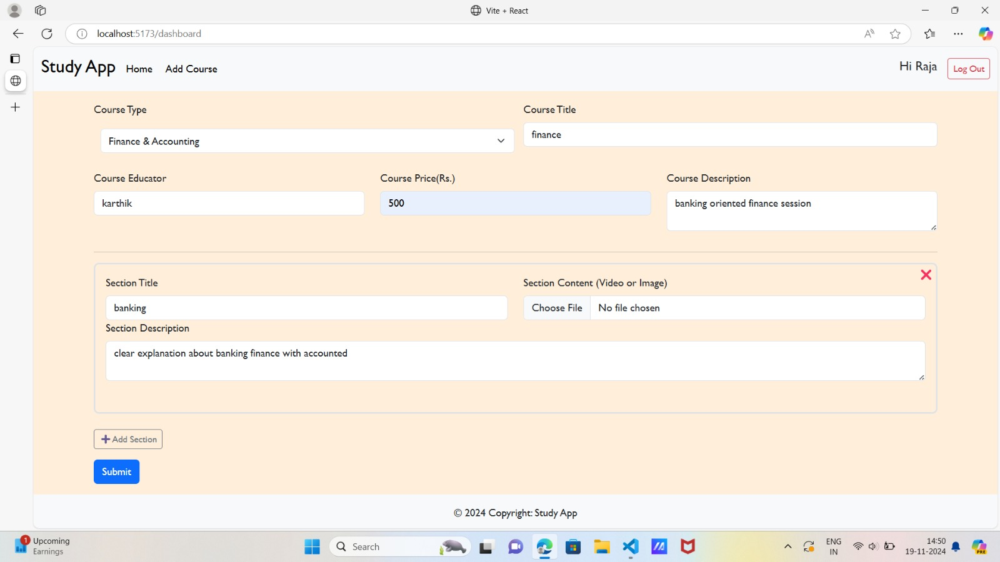 Vite + React
localhost:5173/dashboard
Study App Home Add Course Hi Raja Log Out
Course Type Course Title
Finance & Accounting finance
Course Educator Course Price(Rs.) Course Description
karthik 500 banking oriented finance session
Section Title Section Content (Video or Image)
banking Choose File No file chosen
Section Description
clear explanation about banking finance with accounted
Add Section
Submit
© 2024 Copyright: Study App
1 Upcoming
Earnings
Search
ENG
IN
14:50
19-11-2024
PRE